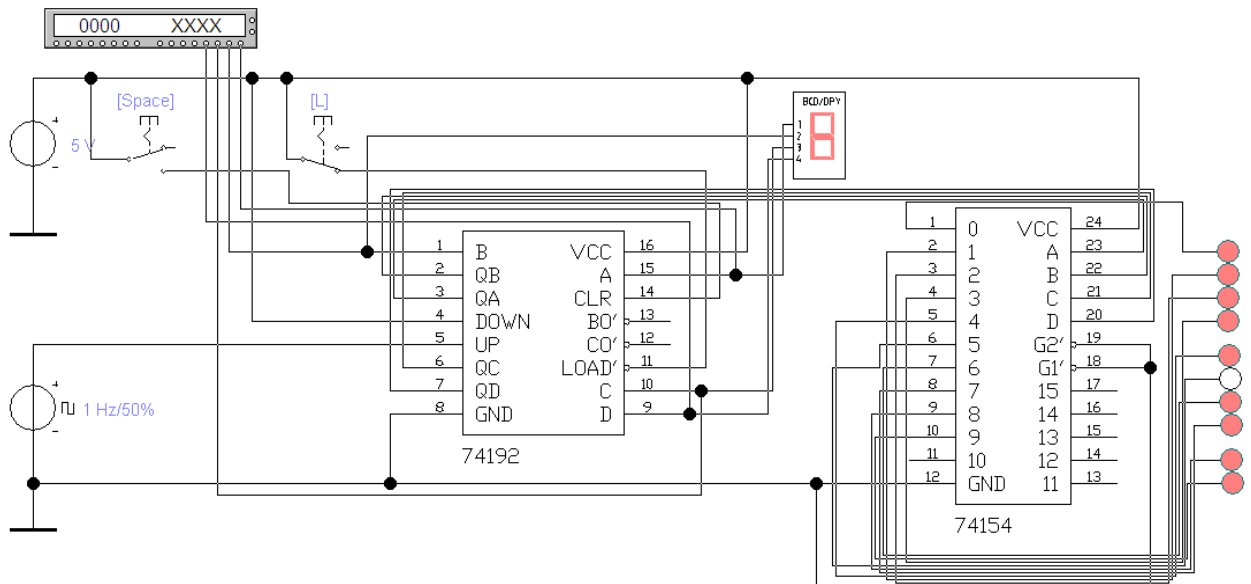 0000 XXXX
[Space]
[L]
BCD/DPY
1
2
3
4
+
5 V
-
+
1 Hz/50%
-
1 B VCC 16
2 QB A 15
3 QA CLR 14
4 DOWN BO' 13
5 UP CO' 12
6 QC LOAD' 11
7 QD C 10
8 GND D 9
74192
1 0 VCC 24
2 1 A 23
3 2 B 22
4 3 C 21
5 4 D 20
6 5 G2' 19
7 6 G1' 18
8 7 15 17
9 8 14 16
10 9 13 15
11 10 12 14
12 GND 11 13
74154